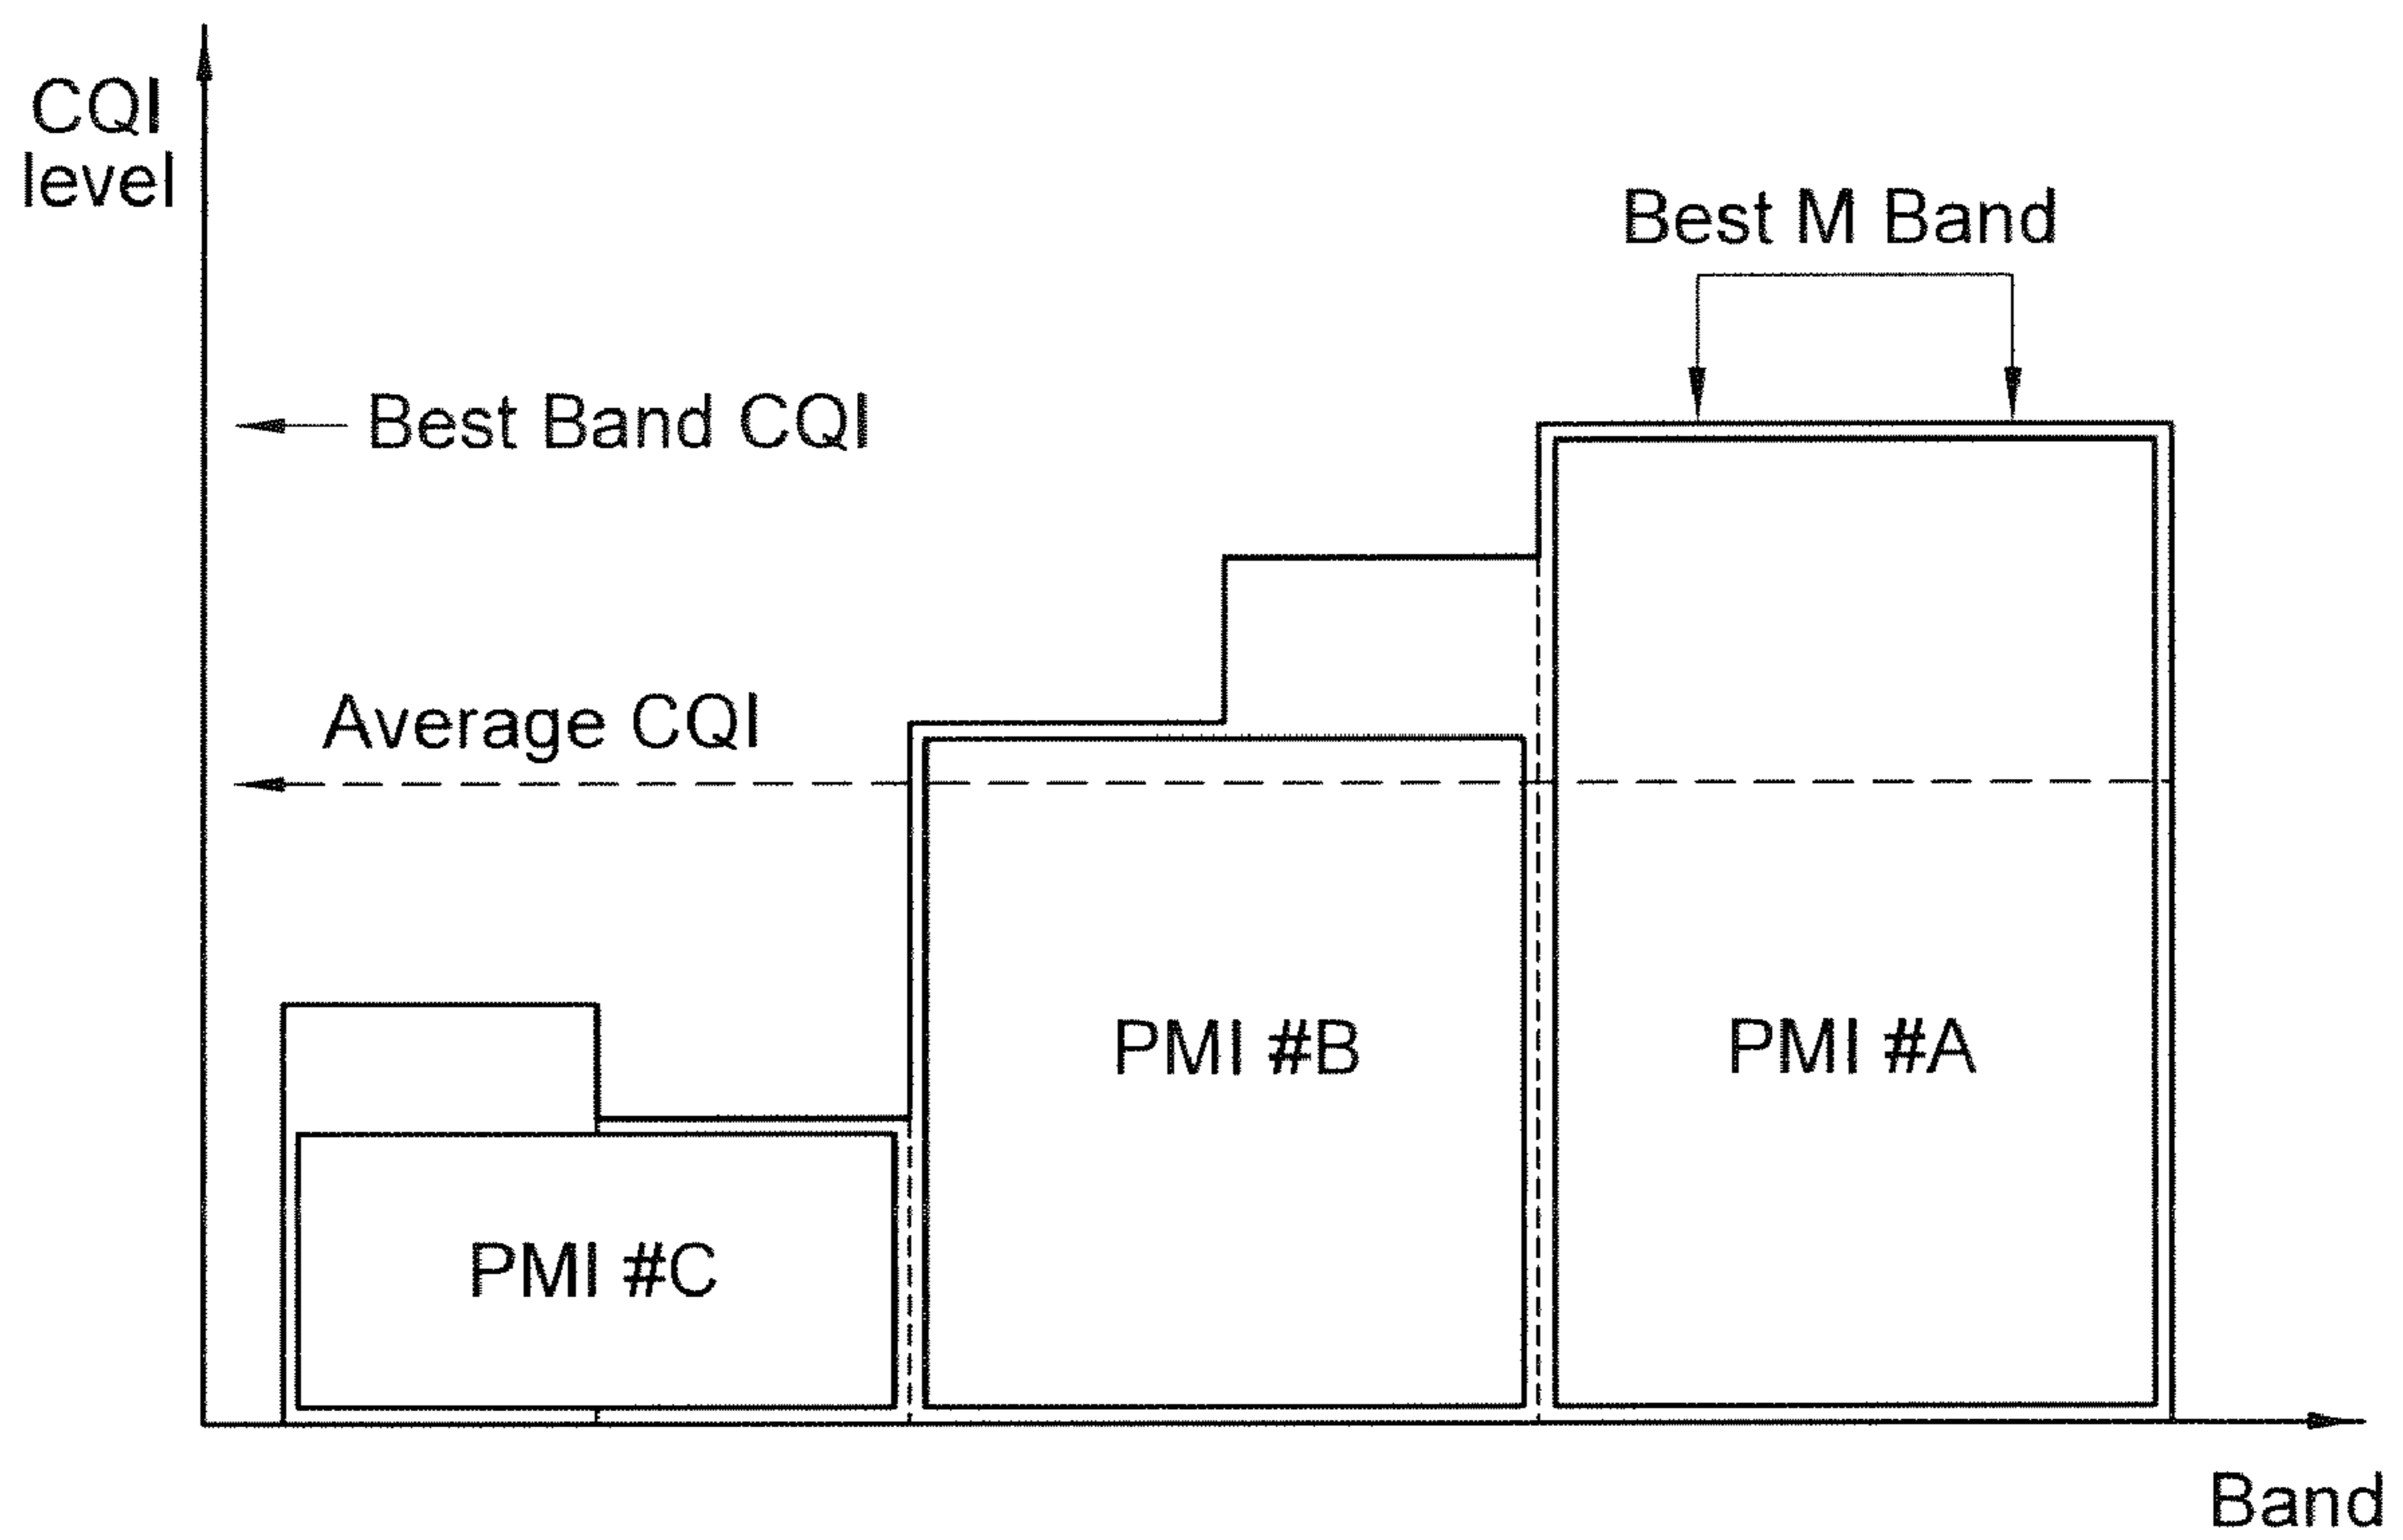 CQI
level
Best M Band
Best Band CQI
Average CQI
PMI #B
PMI #A
PMI #C
Band